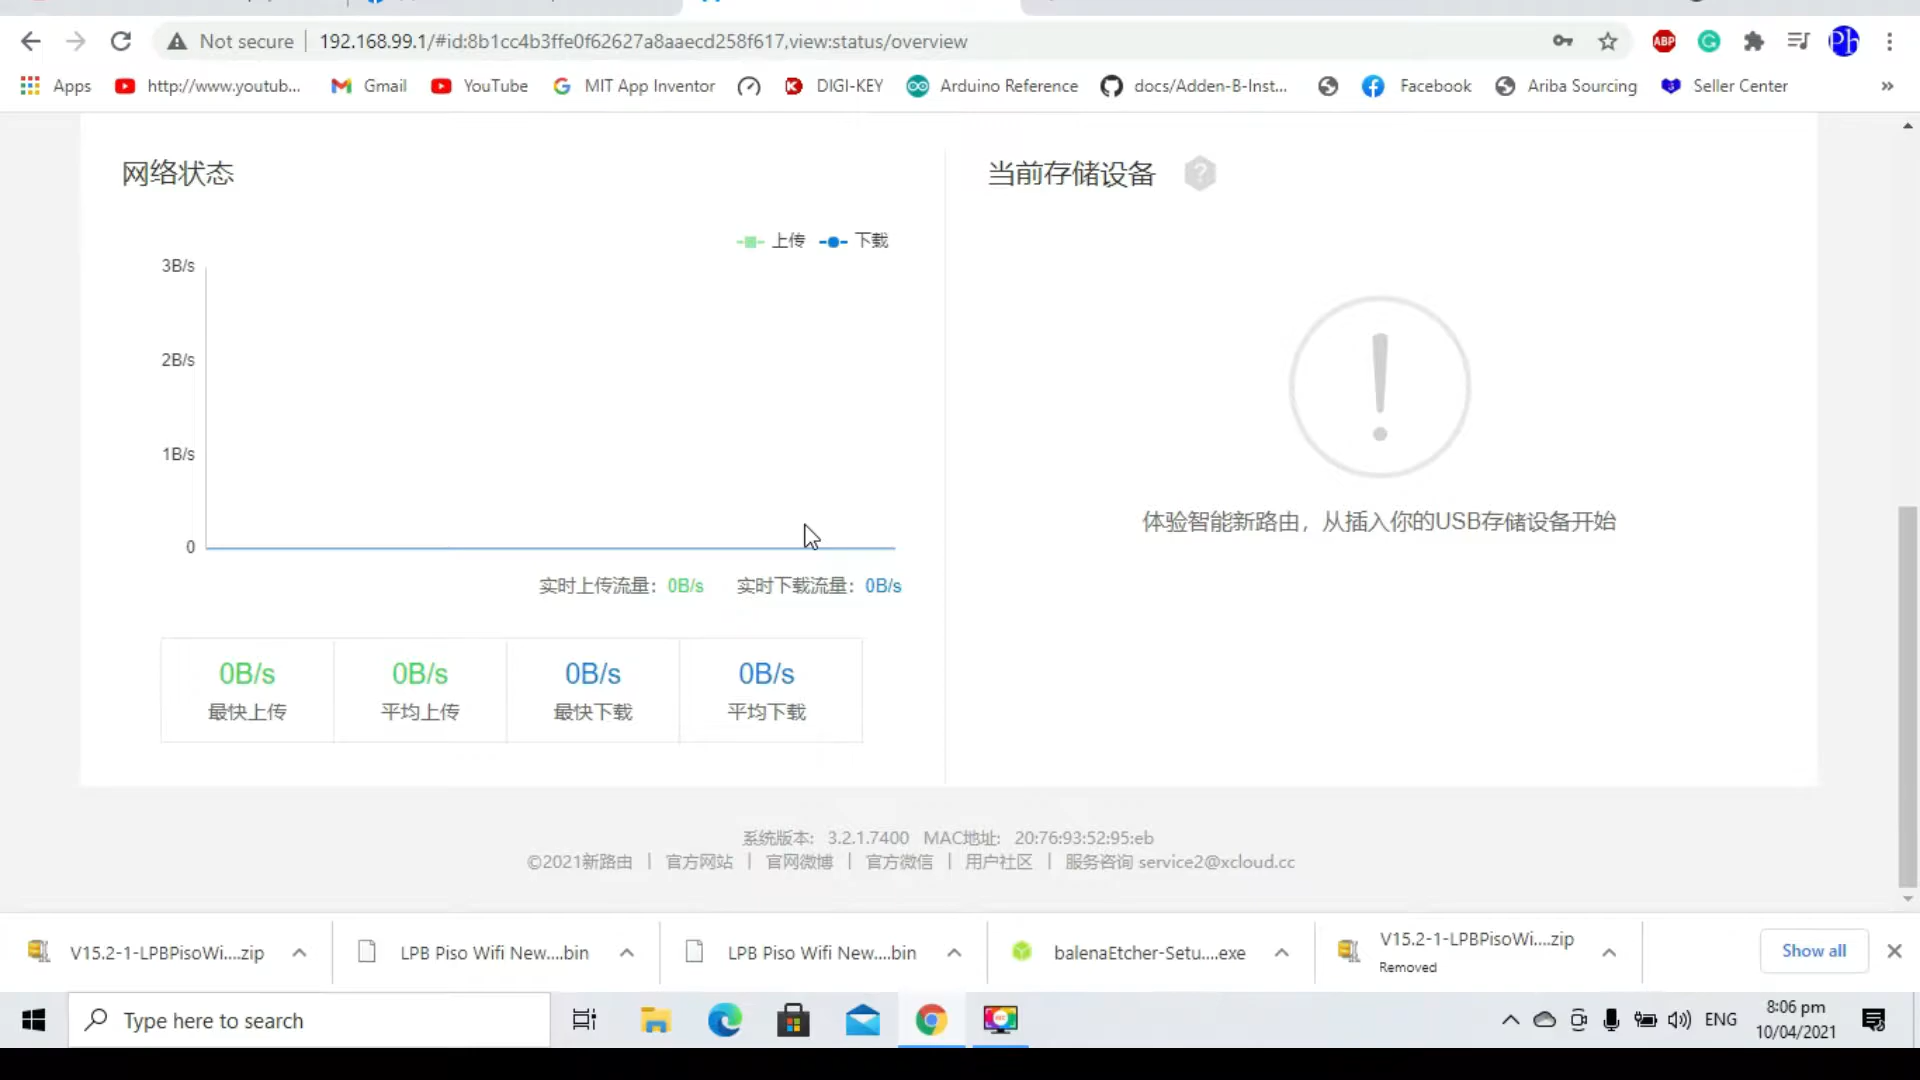 Not secure
192.168.99.1/#id:8b1cc4b3ffe0f62627a8aaecd258f617,view:status/overview
ABP
Ph
Apps
http://www.youtub...
Gmail
YouTube
MIT App Inventor
DIGI-KEY
Arduino Reference
docs/Adden-B-Inst...
Facebook
Ariba Sourcing
Seller Center
»
网络状态
上传 下载
3B/s
2B/s
1B/s
0
实时上传流量: 0B/s 实时下载流量: 0B/s
0B/s 0B/s 0B/s 0B/s
最快上传 平均上传 最快下载 平均下载
当前存储设备 ?
体验智能新路由，从插入你的USB存储设备开始
系统版本: 3.2.1.7400 MAC地址: 20:76:93:52:95:eb
©2021新路由 | 官方网站 | 官网微博 | 官方微信 | 用户社区 | 服务咨询 service2@xcloud.cc
V15.2-1-LPBPisoWi....zip
LPB Piso Wifi New....bin
LPB Piso Wifi New....bin
balenaEtcher-Setu....exe
V15.2-1-LPBPisoWi....zip
Removed
Show all
Type here to search
ENG
8:06 pm
10/04/2021